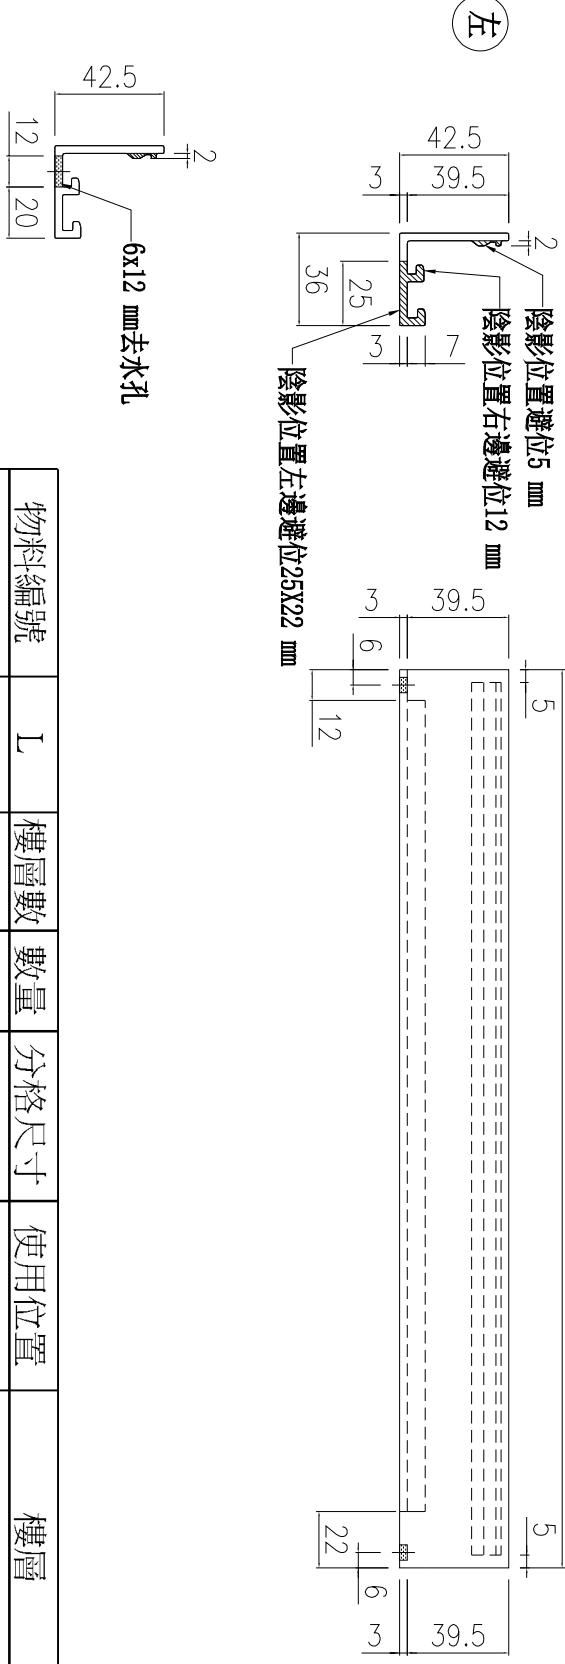 左
42.5
3
39.5
2
36
25
3
7
陰影位置避位5 mm
陰影位置右邊避位12 mm
陰影位置左邊避位25X22 mm
3
39.5
6
12
5
5
22
6
3
39.5
42.5
2
12
20
6x12 mm去水孔
物料編號
L
樓層數
數量
分格尺寸
使用位置
樓層